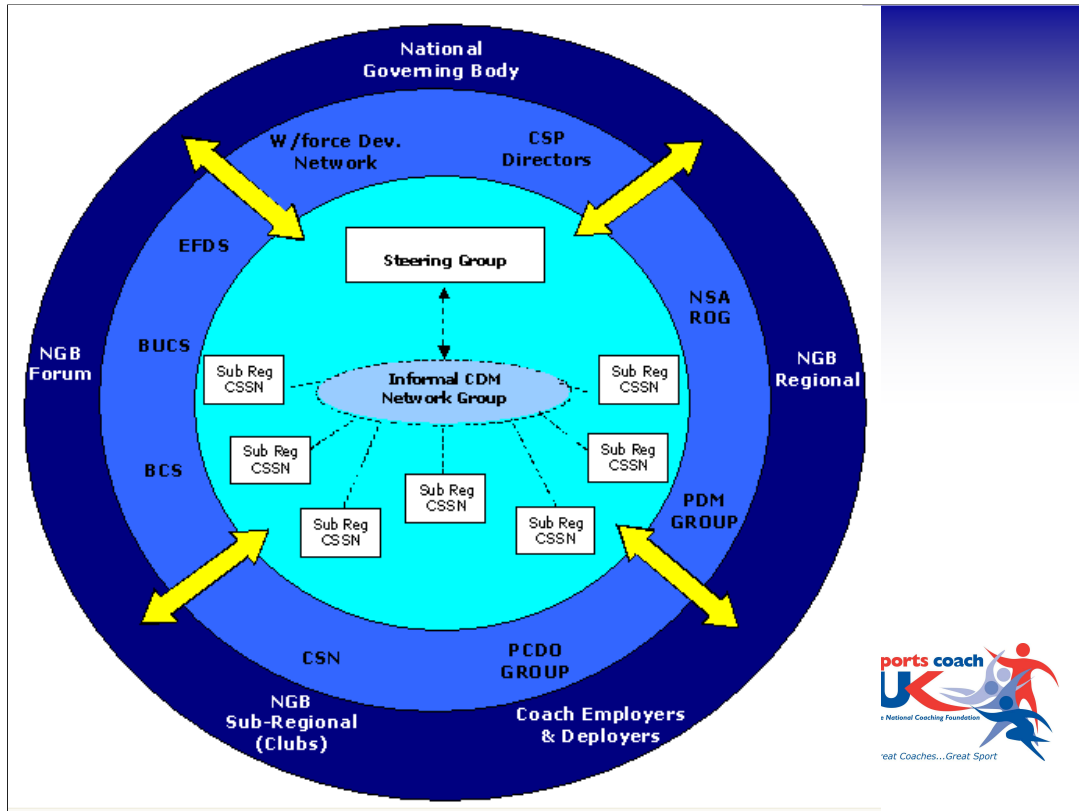 National
Governing Body
W/force Dev.
Network
CSP
Directors
EFDS
Steering Group
NSA
ROG
BUCS
NGB
Forum
NGB
Regional
Sub Reg
CSSN
Informal CDM
Network Group
Sub Reg
CSSN
Sub Reg
CSSN
Sub Reg
CSSN
BCS
Sub Reg
CSSN
PDM
GROUP
Sub Reg
CSSN
Sub Reg
CSSN
CSN
PCDO
GROUP
NGB
Sub-Regional
(Clubs)
Coach Employers
& Deployers
ports coach
UK
e National Coaching Foundation
reat Coaches...Great Sport